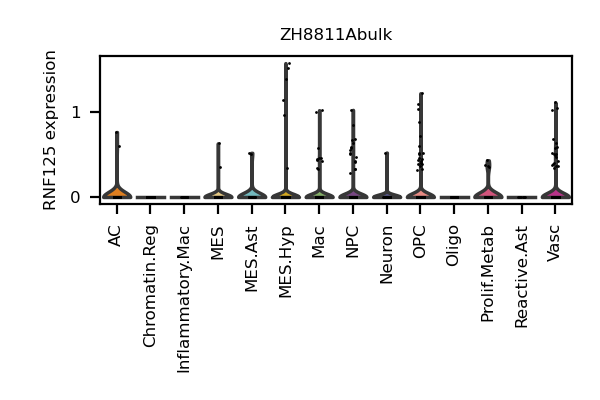 ZH8811Abulk
RNF125 expression
1
0
AC
Chromatin.Reg
Inflammatory.Mac
MES
MES.Ast
MES.Hyp
Mac
NPC
Neuron
OPC
Oligo
Prolif.Metab
Reactive.Ast
Vasc